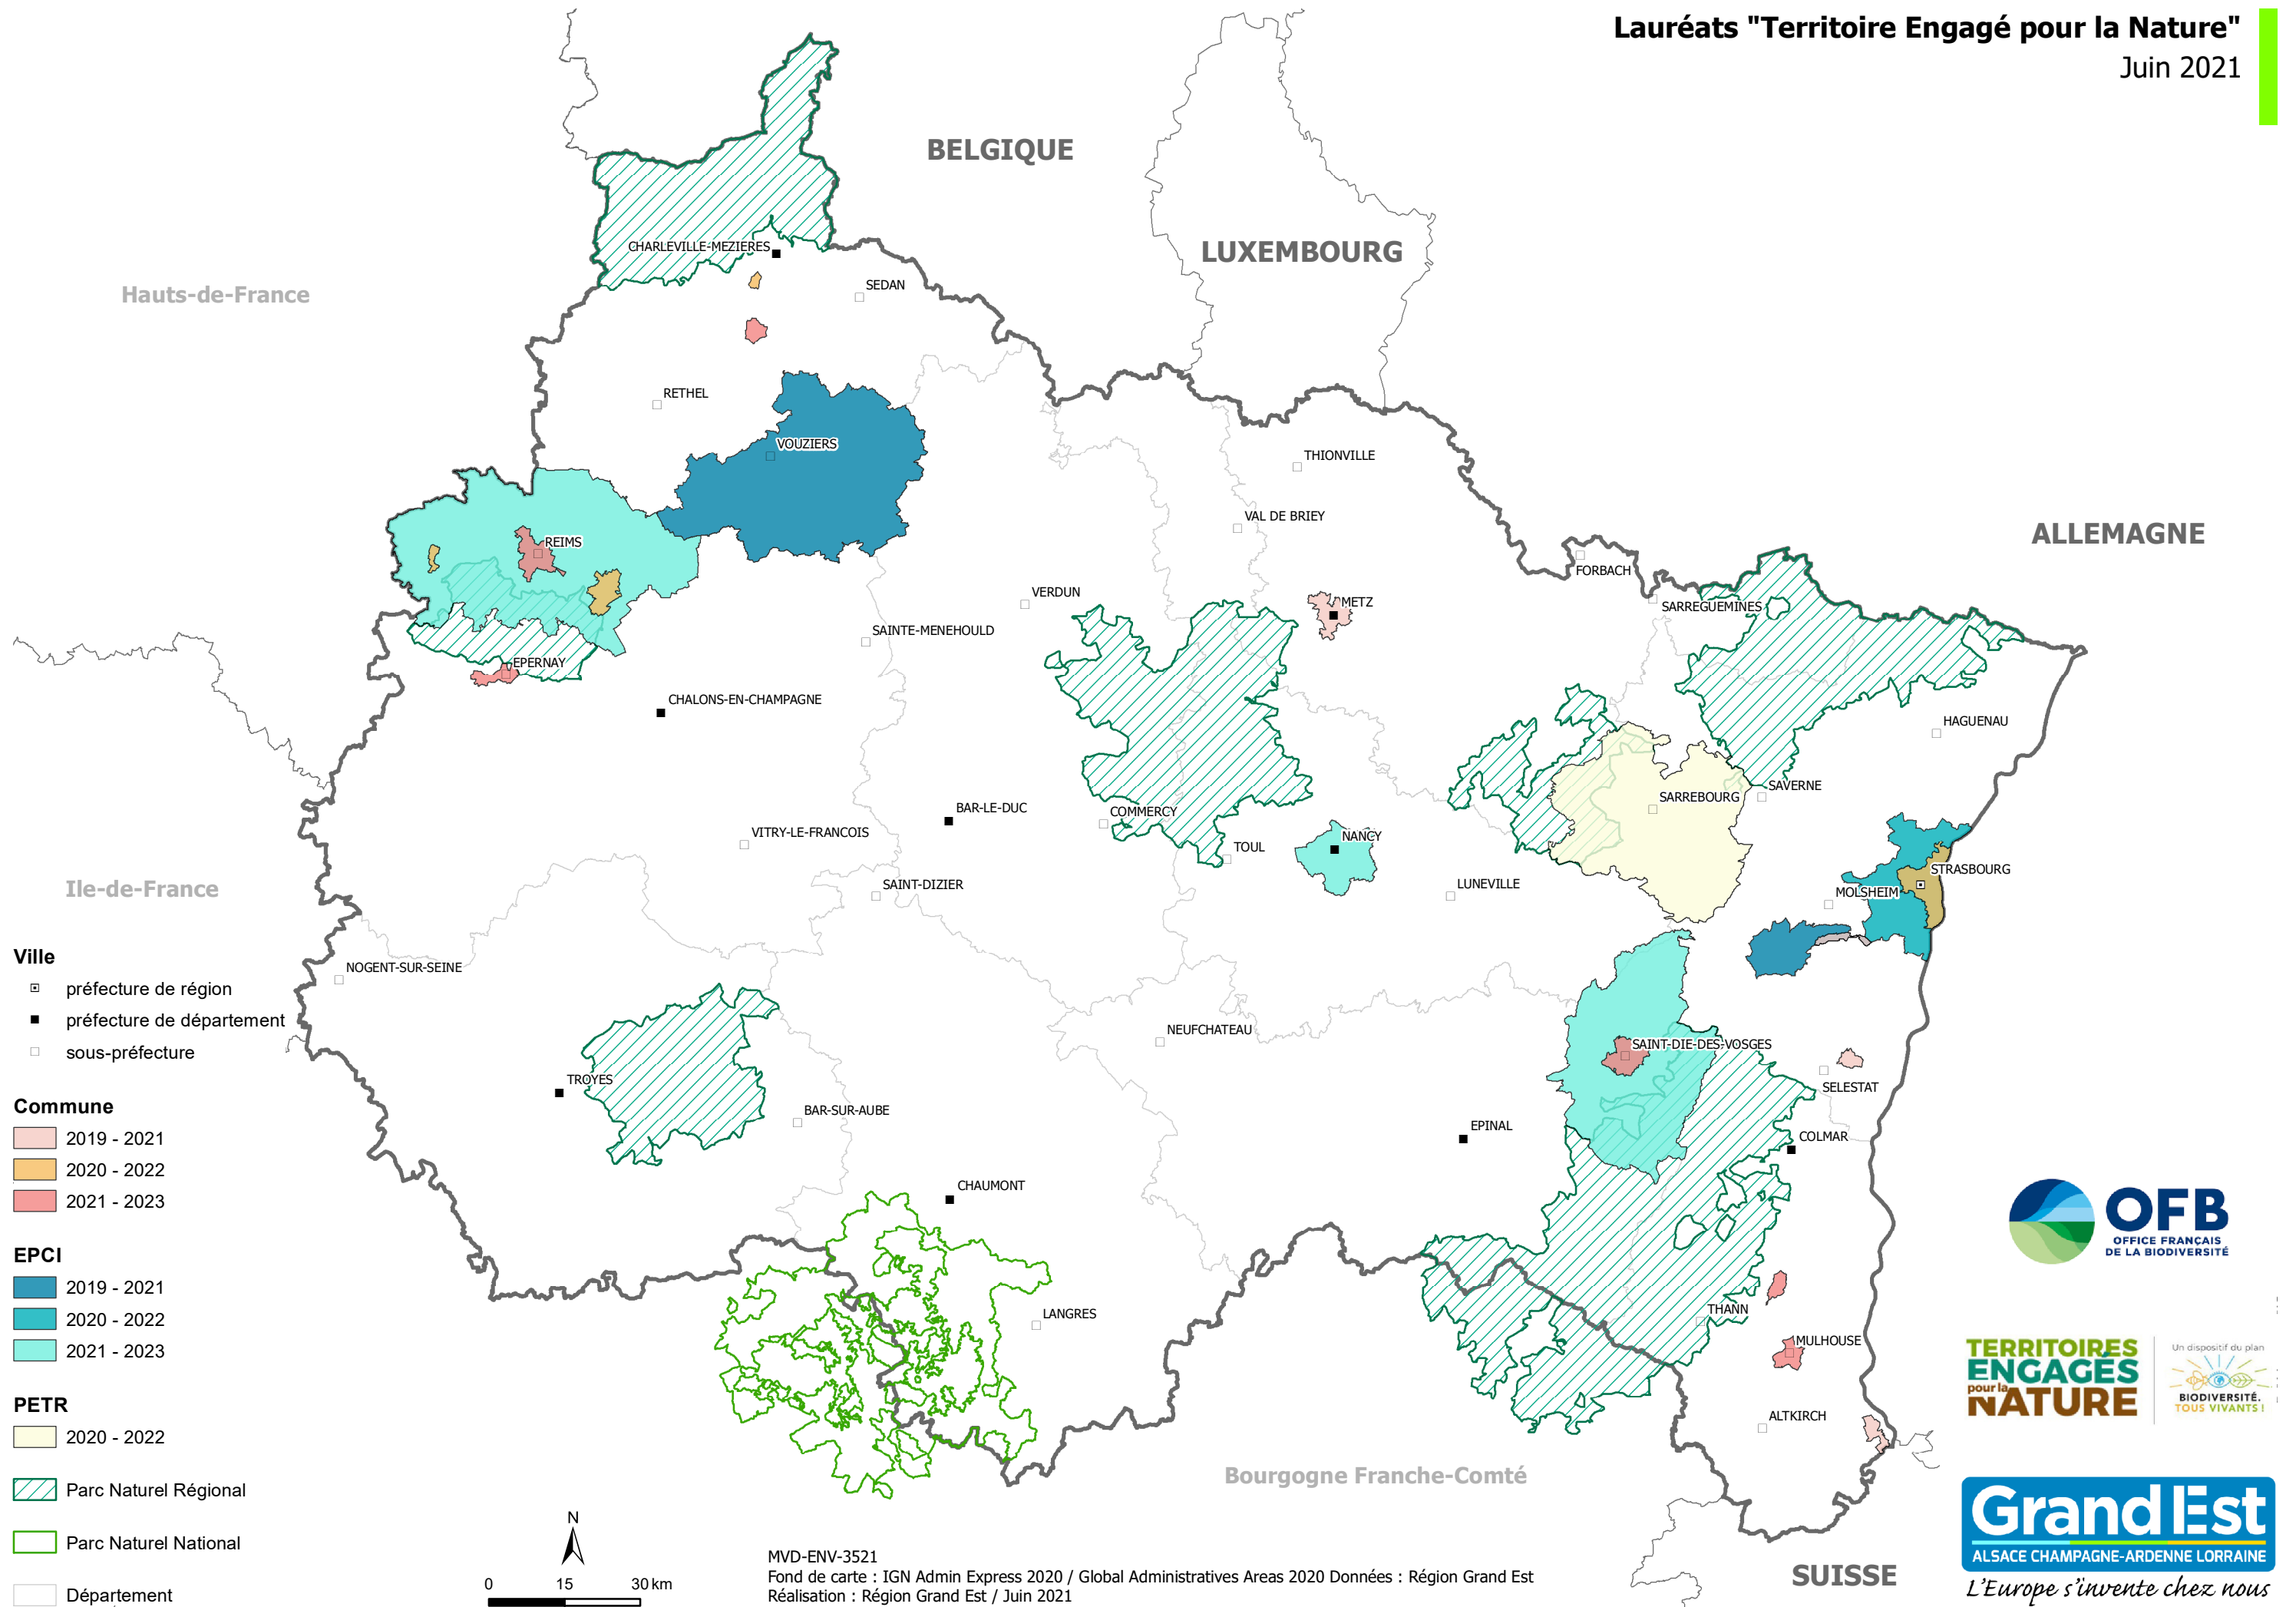 Lauréats "Territoire Engagé pour la Nature"
Juin 2021
BELGIQUE
LUXEMBOURG
ALLEMAGNE
SUISSE
Hauts-de-France
Ile-de-France
Bourgogne Franche-Comté
CHARLEVILLE-MEZIERES
SEDAN
RETHEL
VOUZIERS
THIONVILLE
VAL DE BRIEY
REIMS
FORBACH
VERDUN
METZ
SARREGUEMINES
SAINTE-MENEHOULD
EPERNAY
CHALONS-EN-CHAMPAGNE
HAGUENAU
SAVERNE
SARREBOURG
BAR-LE-DUC
COMMERCY
VITRY-LE-FRANCOIS
NANCY
TOUL
STRASBOURG
SAINT-DIZIER
LUNEVILLE
MOLSHEIM
NOGENT-SUR-SEINE
NEUFCHATEAU
SAINT-DIE-DES-VOSGES
TROYES
SELESTAT
BAR-SUR-AUBE
EPINAL
COLMAR
CHAUMONT
LANGRES
THANN
MULHOUSE
ALTKIRCH
Ville
préfecture de région
préfecture de département
sous-préfecture
Commune
2019 - 2021
2020 - 2022
2021 - 2023
EPCI
2019 - 2021
2020 - 2022
2021 - 2023
PETR
2020 - 2022
Parc Naturel Régional
Parc Naturel National
Département
N
0 15 30 km
MVD-ENV-3521
Fond de carte : IGN Admin Express 2020 / Global Administratives Areas 2020 Données : Région Grand Est
Réalisation : Région Grand Est / Juin 2021
OFB
OFFICE FRANÇAIS
DE LA BIODIVERSITÉ
TERRITOIRES
ENGAGÉS
pour la
NATURE
Un dispositif du plan
BIODIVERSITÉ.
TOUS VIVANTS !
Grand Est
ALSACE CHAMPAGNE-ARDENNE LORRAINE
L'Europe s'invente chez nous